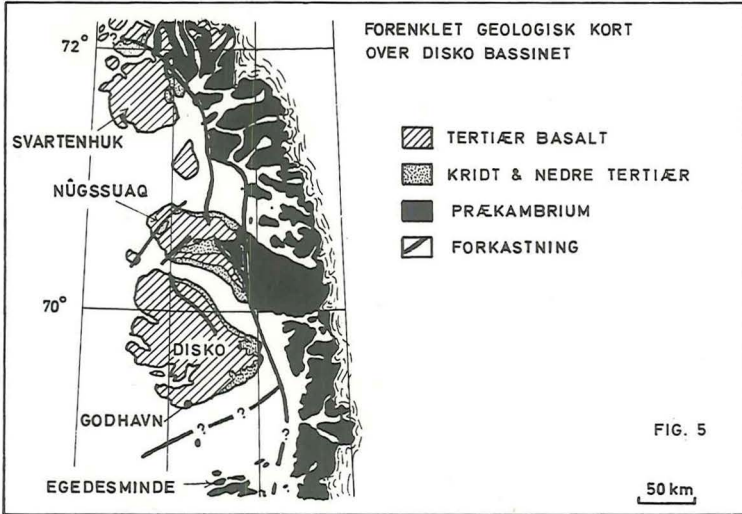 FORENKLET GEOLOGISK KORT
OVER DISKO BASSINET
72°
TERTIÆR BASALT
SVARTENHUK
KRIDT & NEDRE TERTIÆR
NÛGSSUAQ
PRÆKAMBRIUM
FORKASTNING
70°
DISKO
GODHAVN
?
?
?
FIG. 5
?
EGEDESMINDE
50 km